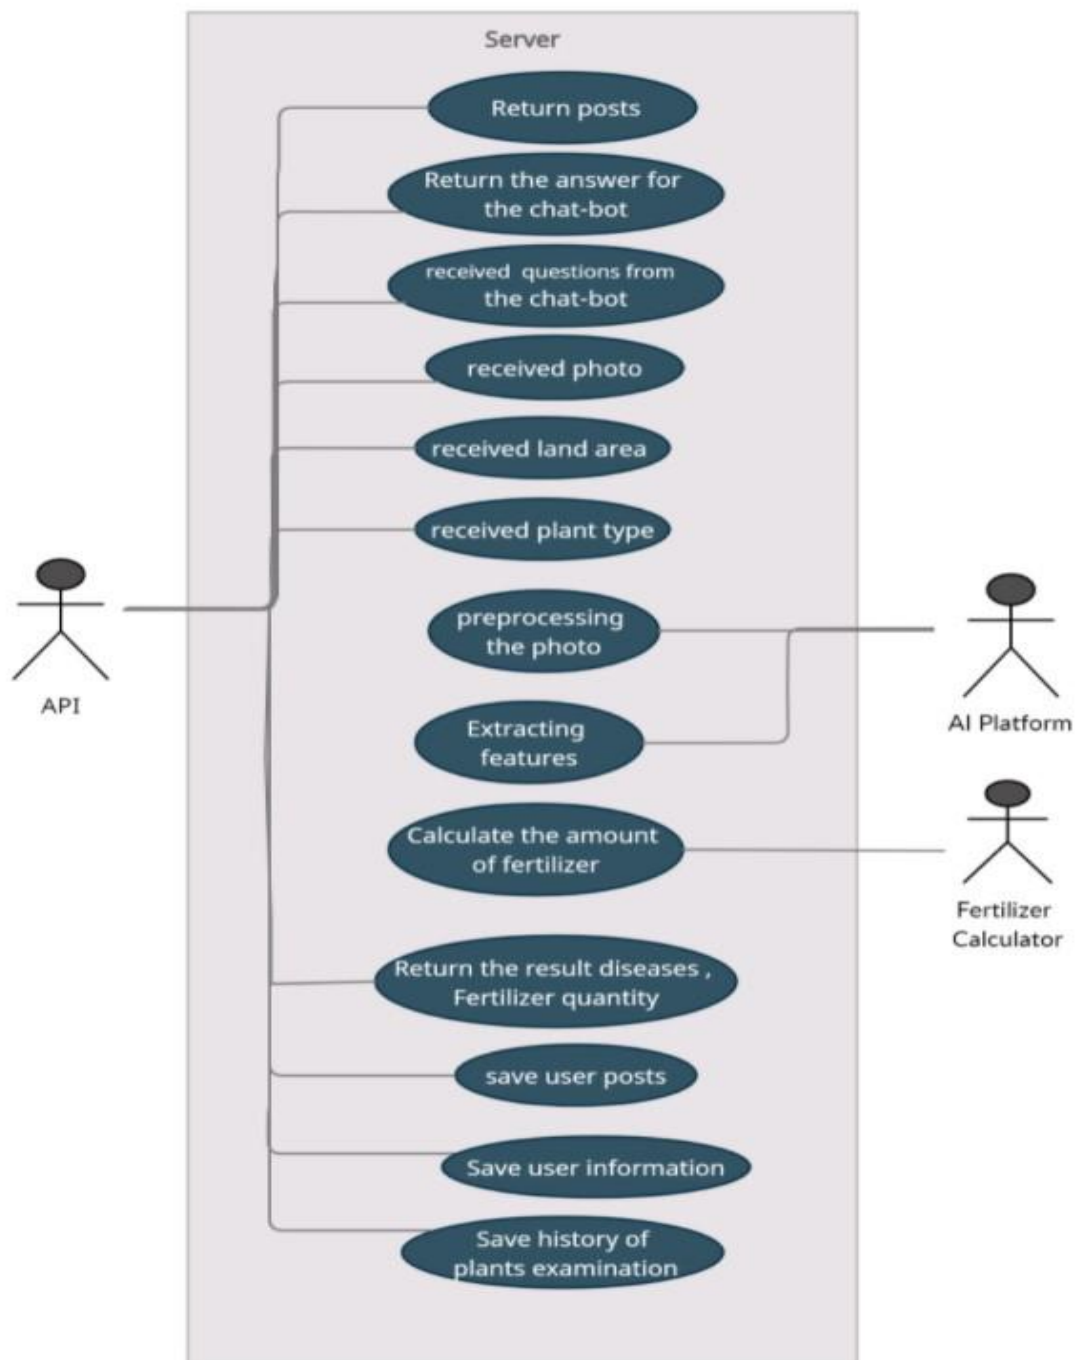 Server
Return posts
Return the answer for
the chat-bot
received questions from
the chat-bot
received photo
received land area
received plant type
preprocessing
the photo
Extracting
features
Calculate the amount
of fertilizer
Return the result diseases ,
Fertilizer quantity
save user posts
Save user information
Save history of
plants examination
API
AI Platform
Fertilizer
Calculator